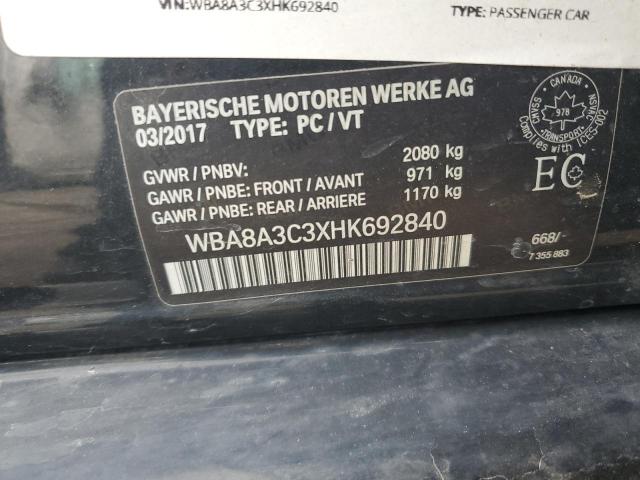 VIN:WBA8A3C3XHK692840 TYPE: PASSENGER CAR
BAYERISCHE MOTOREN WERKE AG
03/2017 TYPE: PC/VT
GVWR / PNBV: 2080 kg
GAWR / PNBE: FRONT / AVANT 971 kg
GAWR / PNBE: REAR / ARRIERE 1170 kg
WBA8A3C3XHK692840
CANADA
978
TRANSPORT
Complies with / ICES-002
EC
668/-
7 355 883